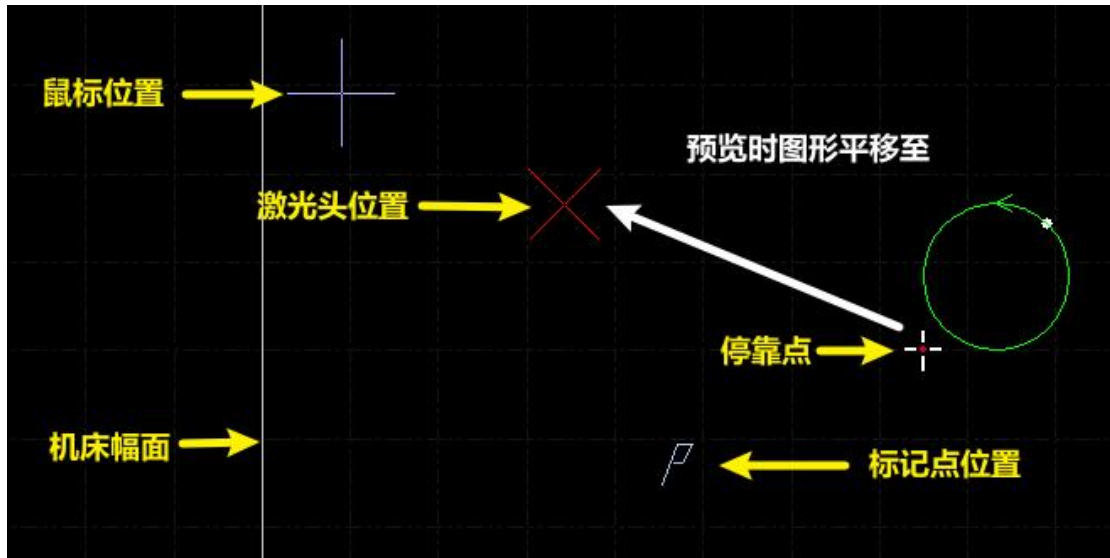 鼠标位置
预览时图形平移至
激光头位置
停靠点
机床幅面
标记点位置